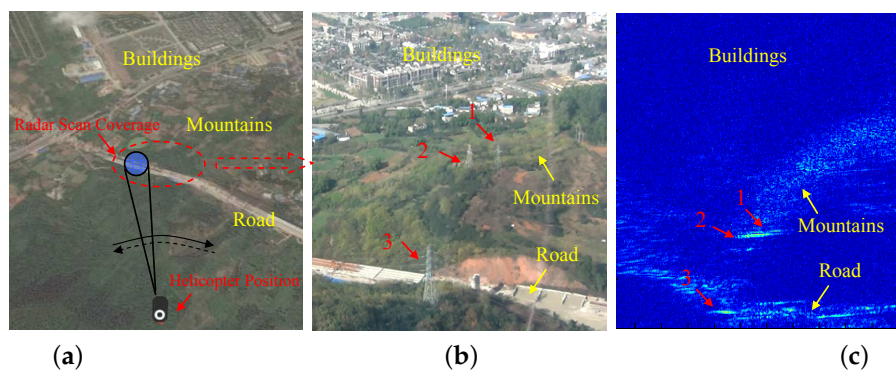 Buildings
Radar Scan Coverage
Mountains
Road
Helicopter Position
(a)
Buildings
1
2
Mountains
3
Road
(b)
Buildings
1
2
Mountains
Road
3
(c)